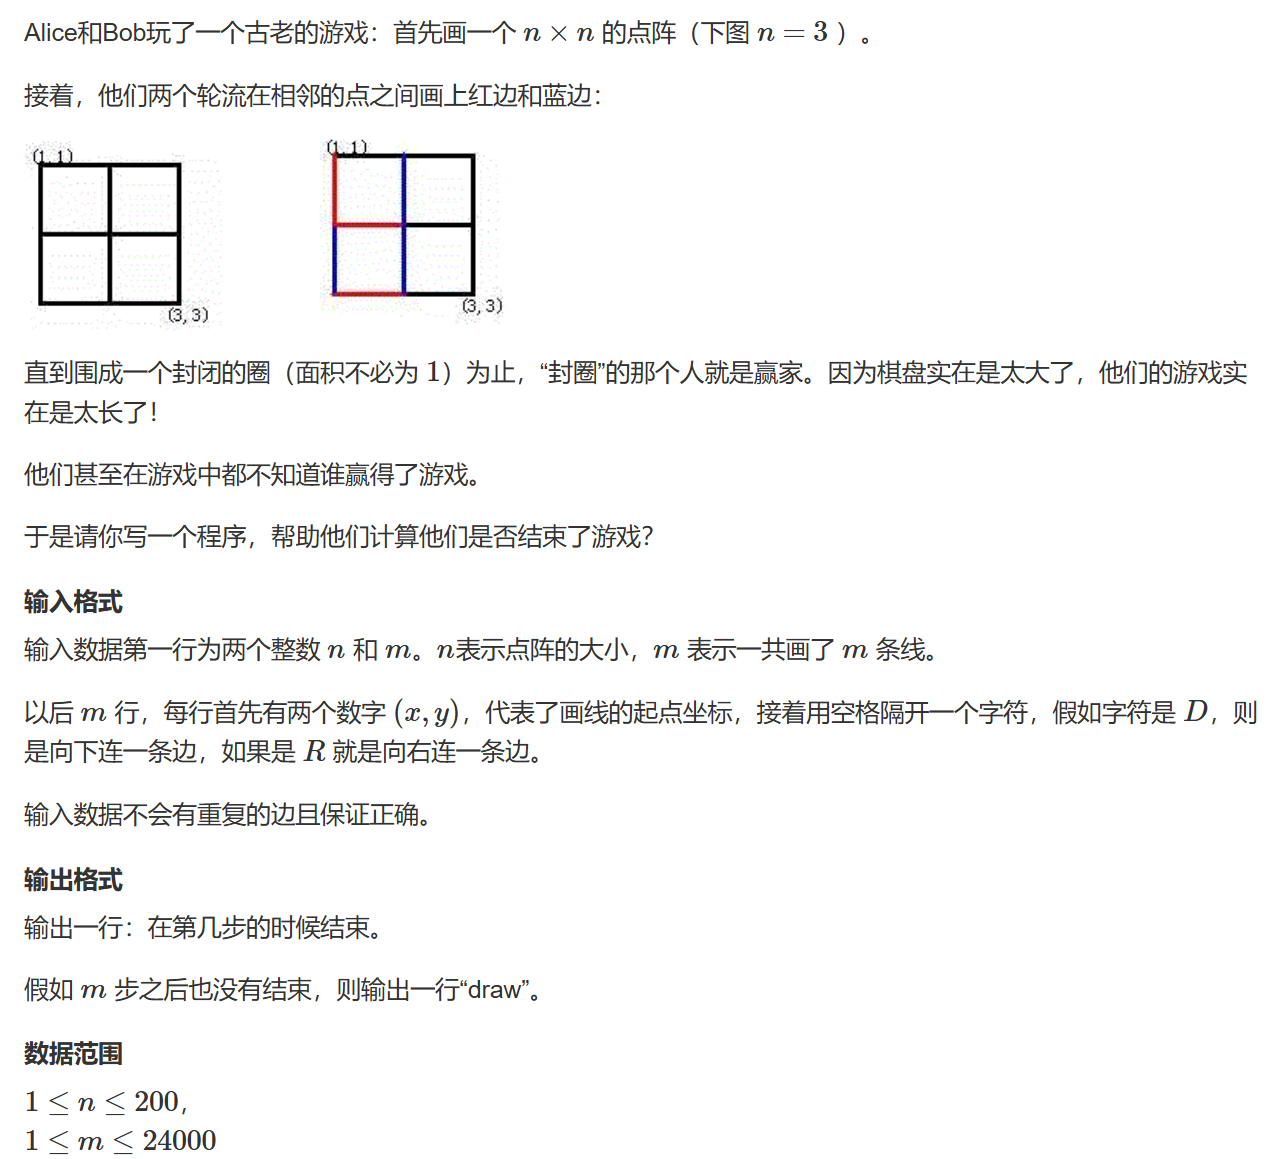 Alice和Bob玩了一个古老的游戏：首先画一个 n × n 的点阵（下图 n = 3 ）。
接着，他们两个轮流在相邻的点之间画上红边和蓝边：
(1, 1)
(3, 3)
(1, 1)
(3, 3)
直到围成一个封闭的圈（面积不必为 1）为止，“封圈”的那个人就是赢家。因为棋盘实在是太大了，他们的游戏实
在是太长了！
他们甚至在游戏中都不知道谁赢得了游戏。
于是请你写一个程序，帮助他们计算他们是否结束了游戏？
输入格式
输入数据第一行为两个整数 n 和 m。n表示点阵的大小，m 表示一共画了 m 条线。
以后 m 行，每行首先有两个数字 (x, y)，代表了画线的起点坐标，接着用空格隔开一个字符，假如字符是 D，则
是向下连一条边，如果是 R 就是向右连一条边。
输入数据不会有重复的边且保证正确。
输出格式
输出一行：在第几步的时候结束。
假如 m 步之后也没有结束，则输出一行“draw”。
数据范围
1 ≤ n ≤ 200，
1 ≤ m ≤ 24000